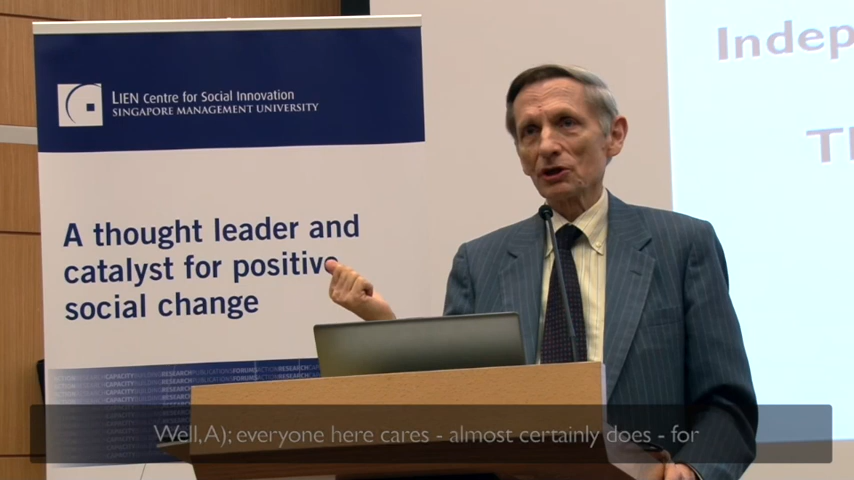 LIEN Centre for Social Innovation
SINGAPORE MANAGEMENT UNIVERSITY
A thought leader and
catalyst for positive
social change
Indep
Th
Well,A); everyone here cares - almost certainly does - for